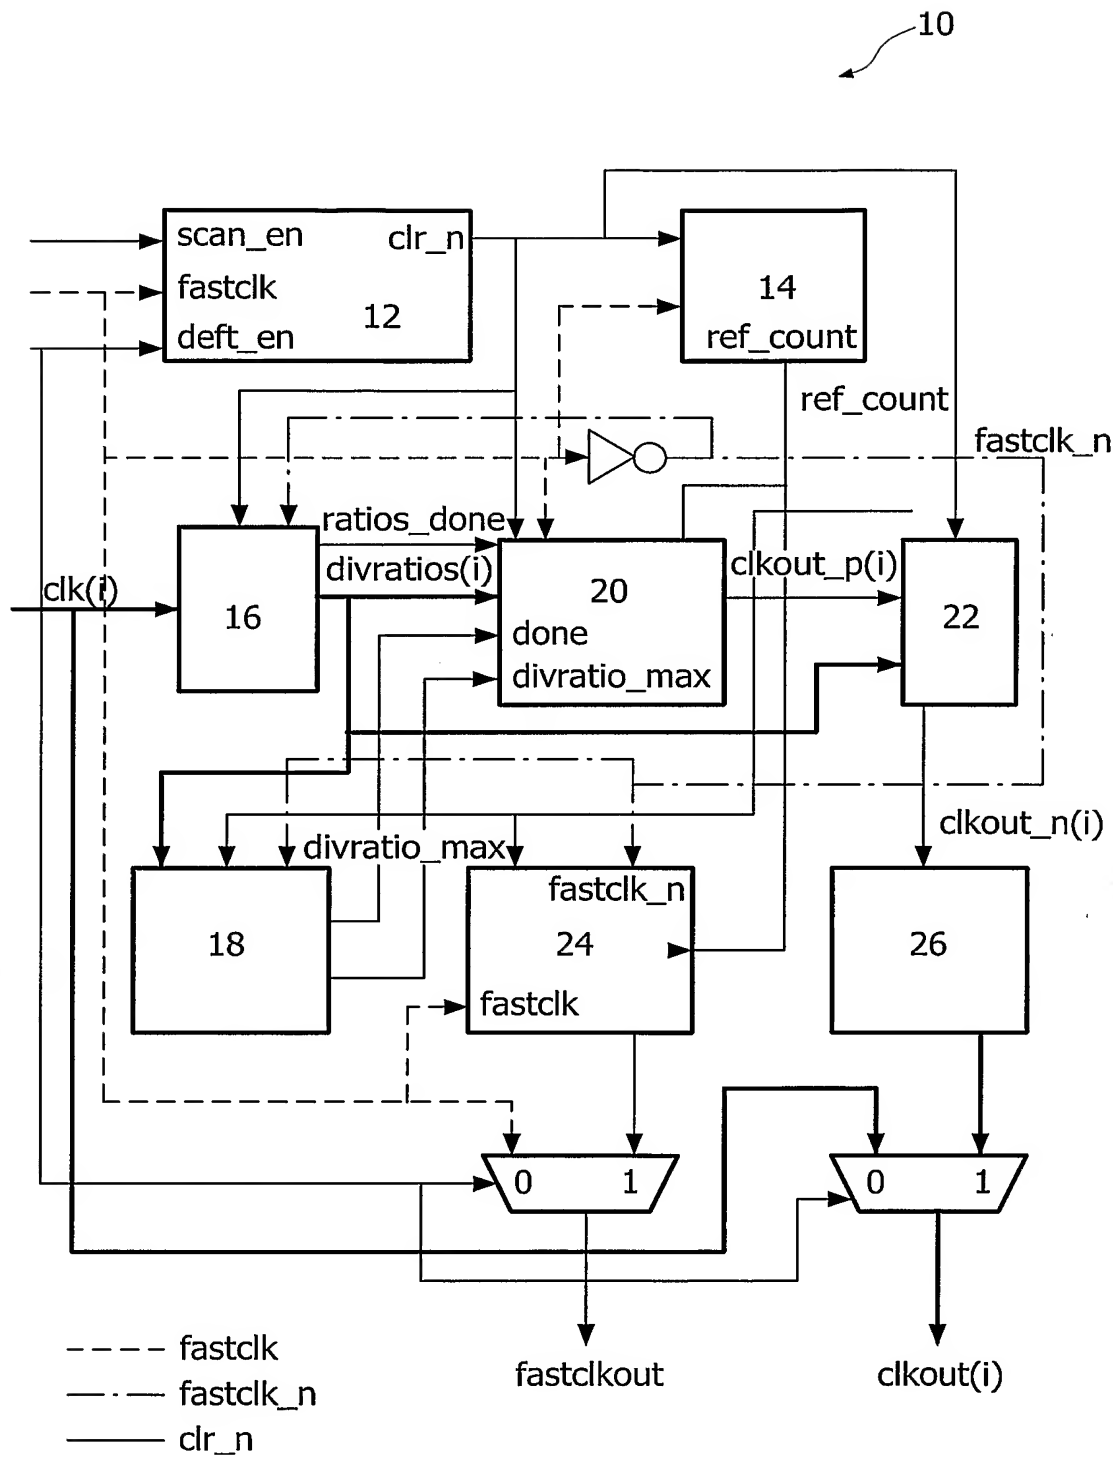 10
scan_en
clr_n
fastclk
12
deft_en
14
ref_count
ref_count
fastclk_n
ratios_done
divratios(i)
clk(i)
16
20
done
divratio_max
clkout_p(i)
22
clkout_n(i)
divratio_max
18
fastclk_n
24
fastclk
26
0 1
0 1
fastclkout
clkout(i)
fastclk
fastclk_n
clr_n